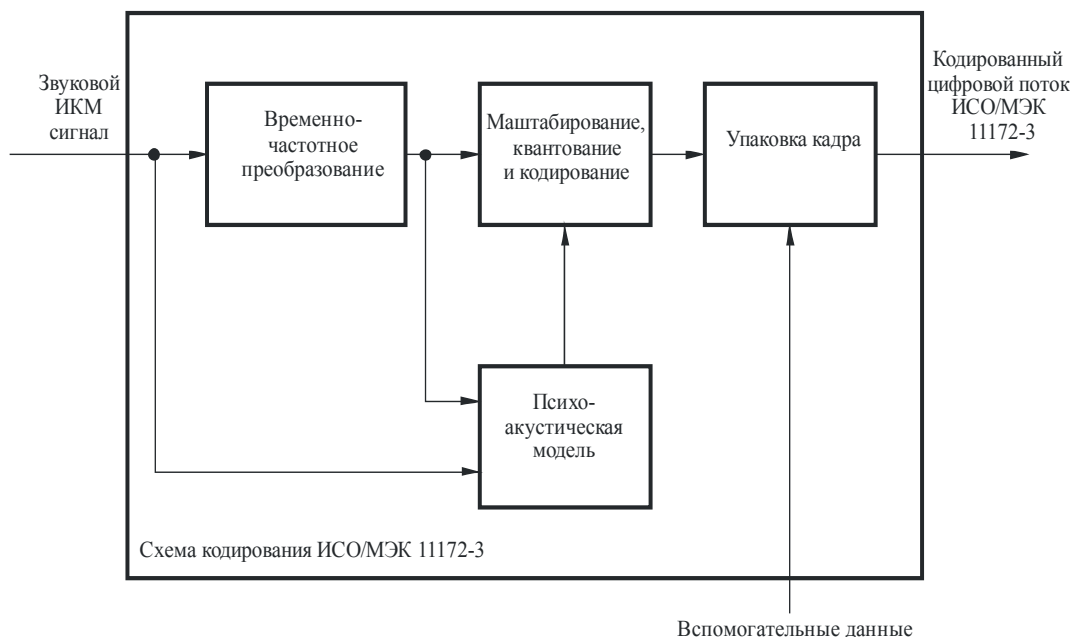 Звуковой
ИКМ
сигнал
Временно-
частотное
преобразование
Маштабирование,
квантование
и кодирование
Упаковка кадра
Кодированный
цифровой поток
ИСО/МЭК
11172-3
Психо-
акустическая
модель
Схема кодирования ИСО/МЭК 11172-3
Вспомогательные данные